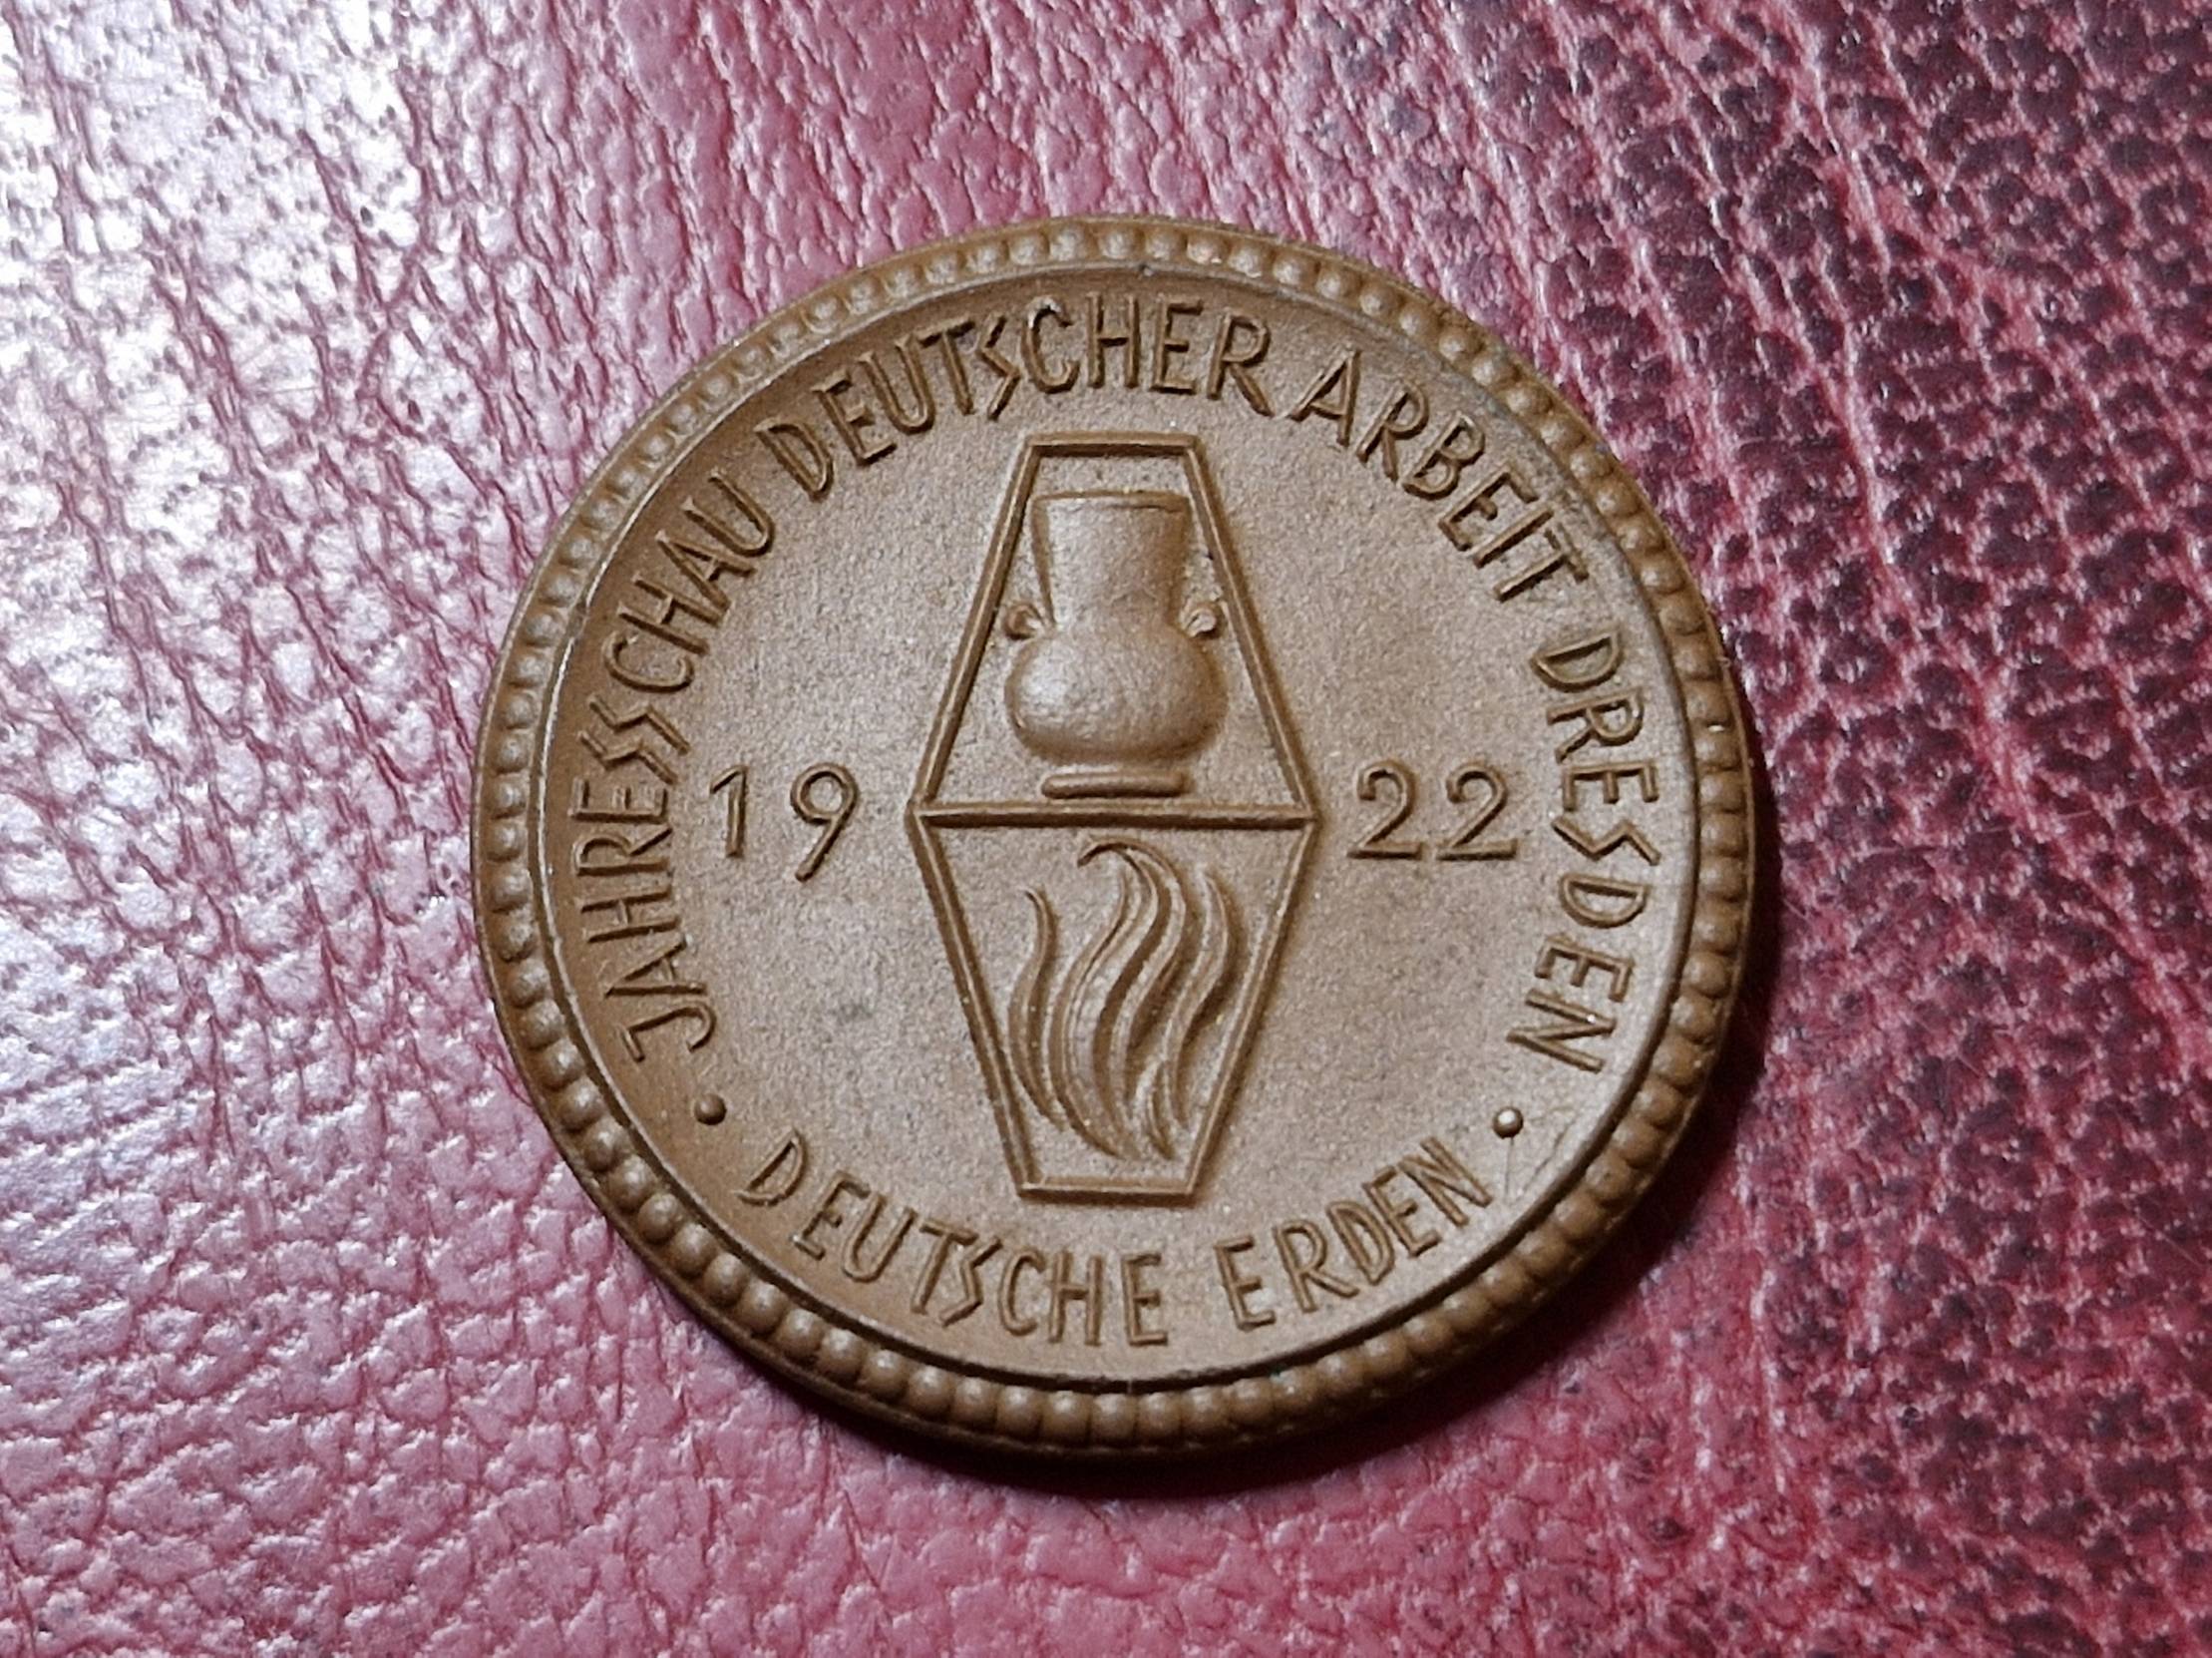 JAHRESSCHAU DEUTSCHER ARBEIT DRESDEN
19 22
• DEUTSCHE ERDEN •